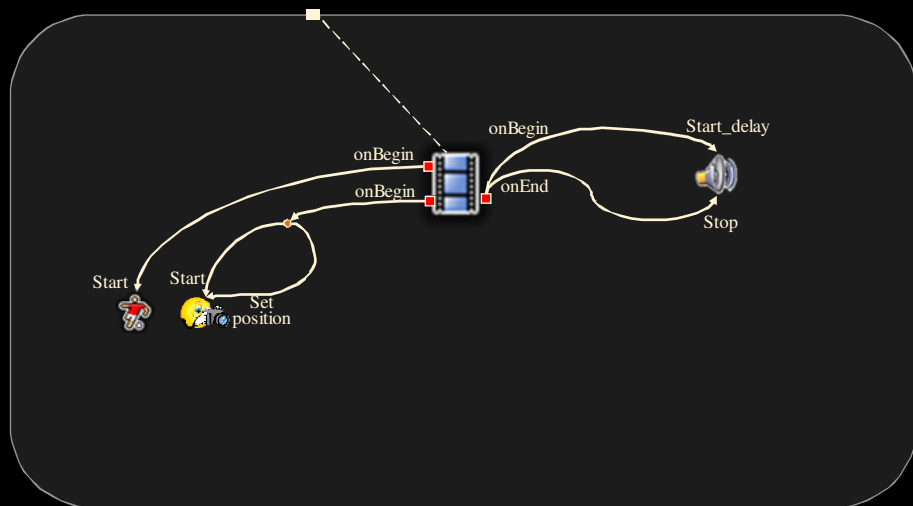 Start_delay
onBegin
onBegin
onEnd
onBegin
Stop
Start
Start
Set
position